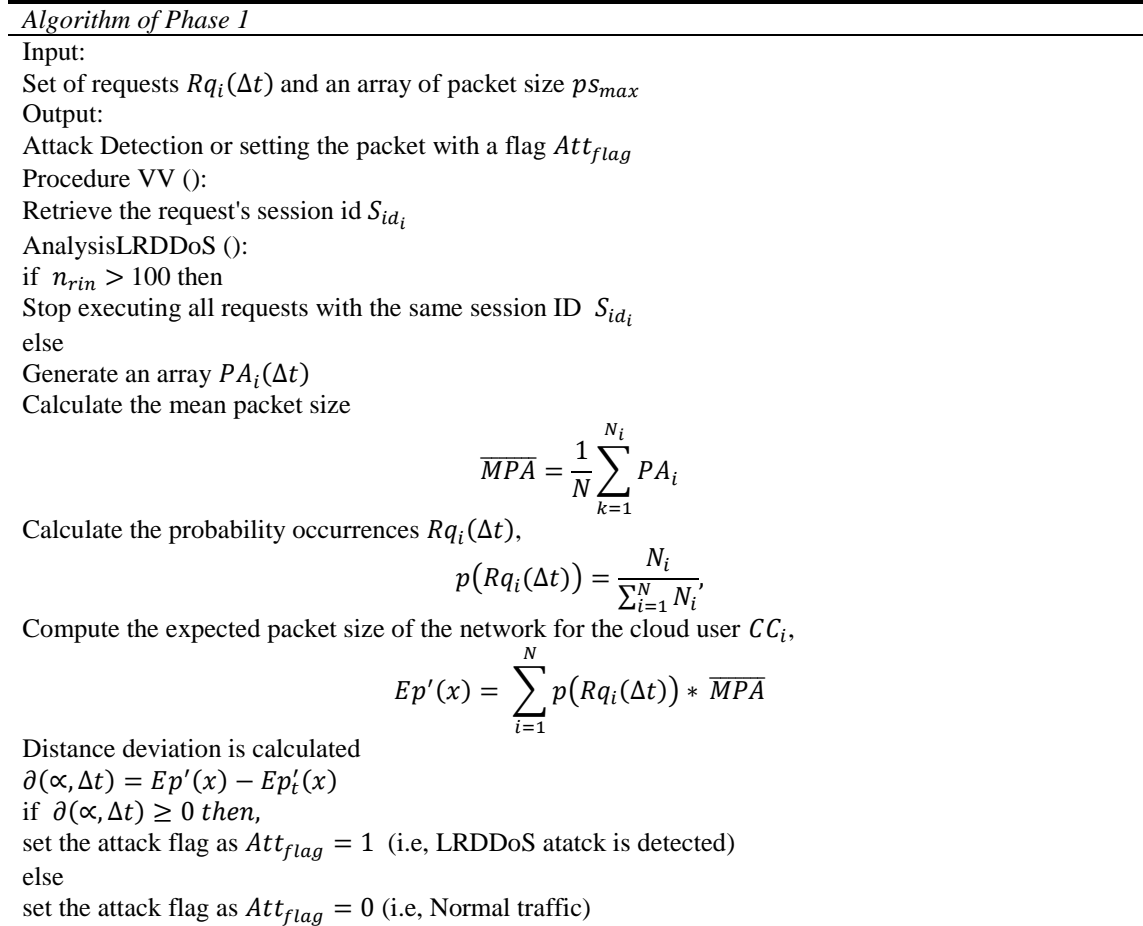 Algorithm of Phase 1
Input:
Set of requests Rq_i(Δt) and an array of packet size ps_max
Output:
Attack Detection or setting the packet with a flag Att_flag
Procedure VV ():
Retrieve the request's session id S_{id_i}
AnalysisLRDDoS ():
if n_rin > 100 then
Stop executing all requests with the same session ID S_{id_i}
else
Generate an array PA_i(Δt)
Calculate the mean packet size
\overline{MPA} = \frac{1}{N} \sum_{k=1}^{N_i} PA_i
Calculate the probability occurrences Rq_i(Δt),
p(Rq_i(Δt)) = \frac{N_i}{\sum_{i=1}^{N} N_i},
Compute the expected packet size of the network for the cloud user CC_i,
Ep'(x) = \sum_{i=1}^{N} p(Rq_i(Δt)) * \overline{MPA}
Distance deviation is calculated
∂(∝, Δt) = Ep'(x) − Ep'_t(x)
if ∂(∝, Δt) ≥ 0 then,
set the attack flag as Att_flag = 1 (i.e, LRDDoS atatck is detected)
else
set the attack flag as Att_flag = 0 (i.e, Normal traffic)